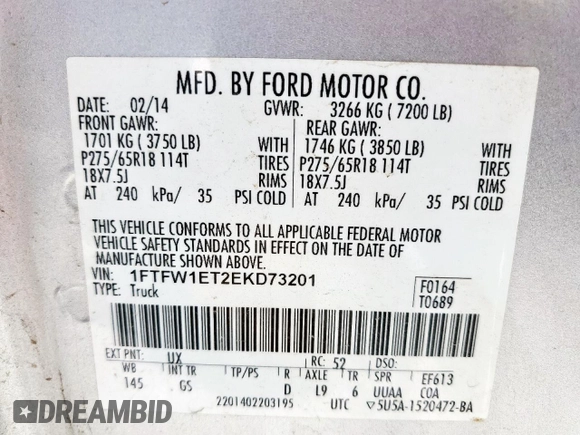 MFD. BY FORD MOTOR CO.
DATE: 02/14 GVWR: 3266 KG ( 7200 LB)
FRONT GAWR: REAR GAWR:
1701 KG ( 3750 LB) WITH 1746 KG ( 3850 LB) WITH
P275/65R18 114T TIRES P275/65R18 114T TIRES
18X7.5J RIMS 18X7.5J RIMS
AT 240 kPa/ 35 PSI COLD AT 240 kPa/ 35 PSI COLD
THIS VEHICLE CONFORMS TO ALL APPLICABLE FEDERAL MOTOR
VEHICLE SAFETY STANDARDS IN EFFECT ON THE DATE OF
MANUFACTURE SHOWN ABOVE.
VIN: 1FTFW1ET2EKD73201 F0164
TYPE: Truck T0689
EXT PNT: UX RC: 52 DSO:
WB INT TR TP/PS R AXLE TR SPR EF613
145 GS D L9 6 UUAA COA
2201402203195 UTC ▽5U5A-1520472-BA
DREAMBID